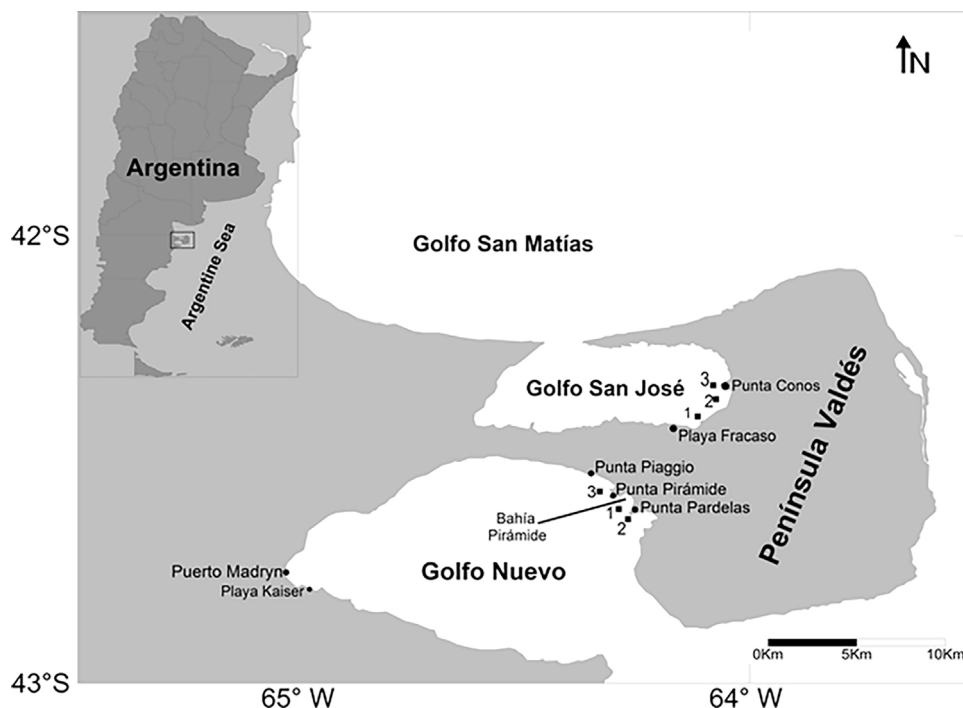 N
Argentina
Argentine Sea
42°S
Golfo San Matías
Golfo San José
3
Punta Conos
2
1
Playa Fracaso
Península Valdés
Punta Piaggio
3
Punta Pirámide
1
Punta Pardelas
Bahía
Pirámide
2
Golfo Nuevo
Puerto Madryn
Playa Kaiser
0Km
5Km
10Km
43°S
65° W
64° W